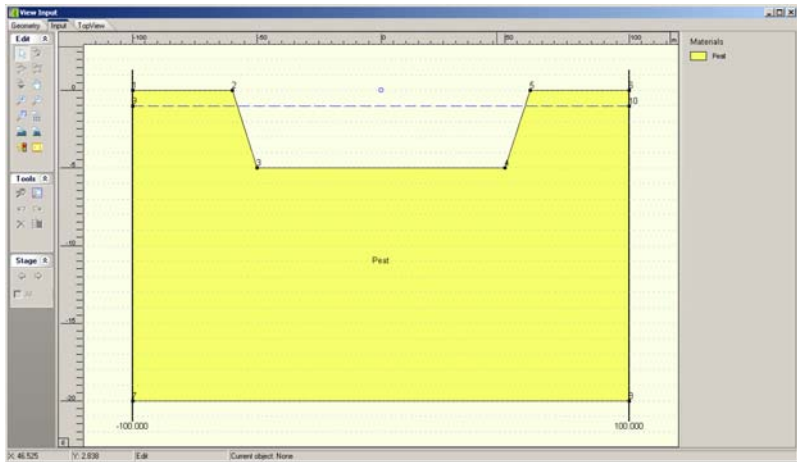 View Input
Geometry Input TopView
Edit
Tools
Stage
-100 -50 0 50 100 m
0
-5
-10
-15
-20
1 2 5 6
9 10
3 4
Peat
7 8
-100.000 100.000
Materials
Peat
X: 46.525 Y: 2.838 Edit Current object: None